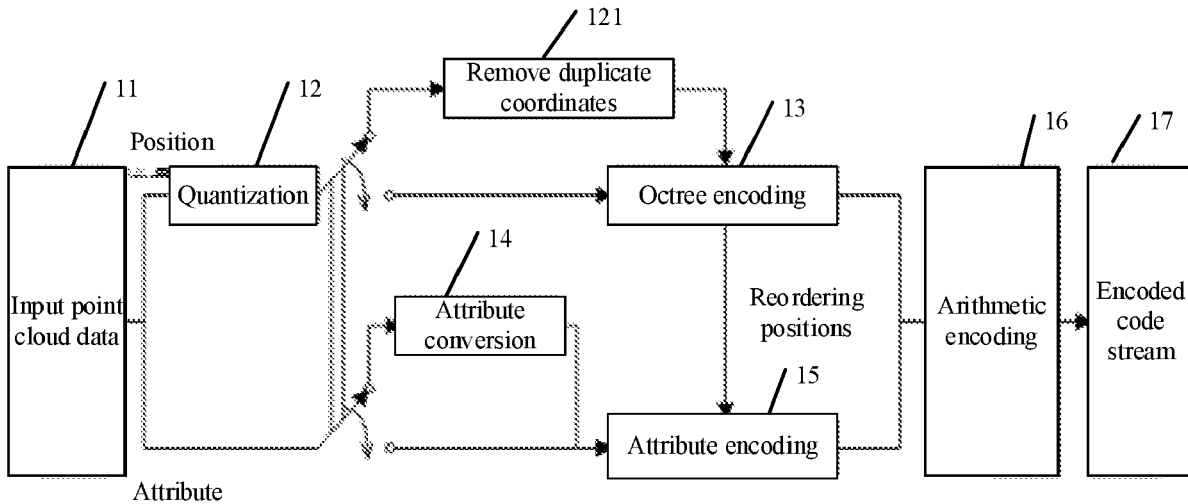 121
Remove duplicate
coordinates
11
12
13
16
17
Position
Quantization
Octree encoding
14
Input point
cloud data
Attribute
conversion
Reordering
positions
Arithmetic
encoding
Encoded
code
stream
15
Attribute encoding
Attribute